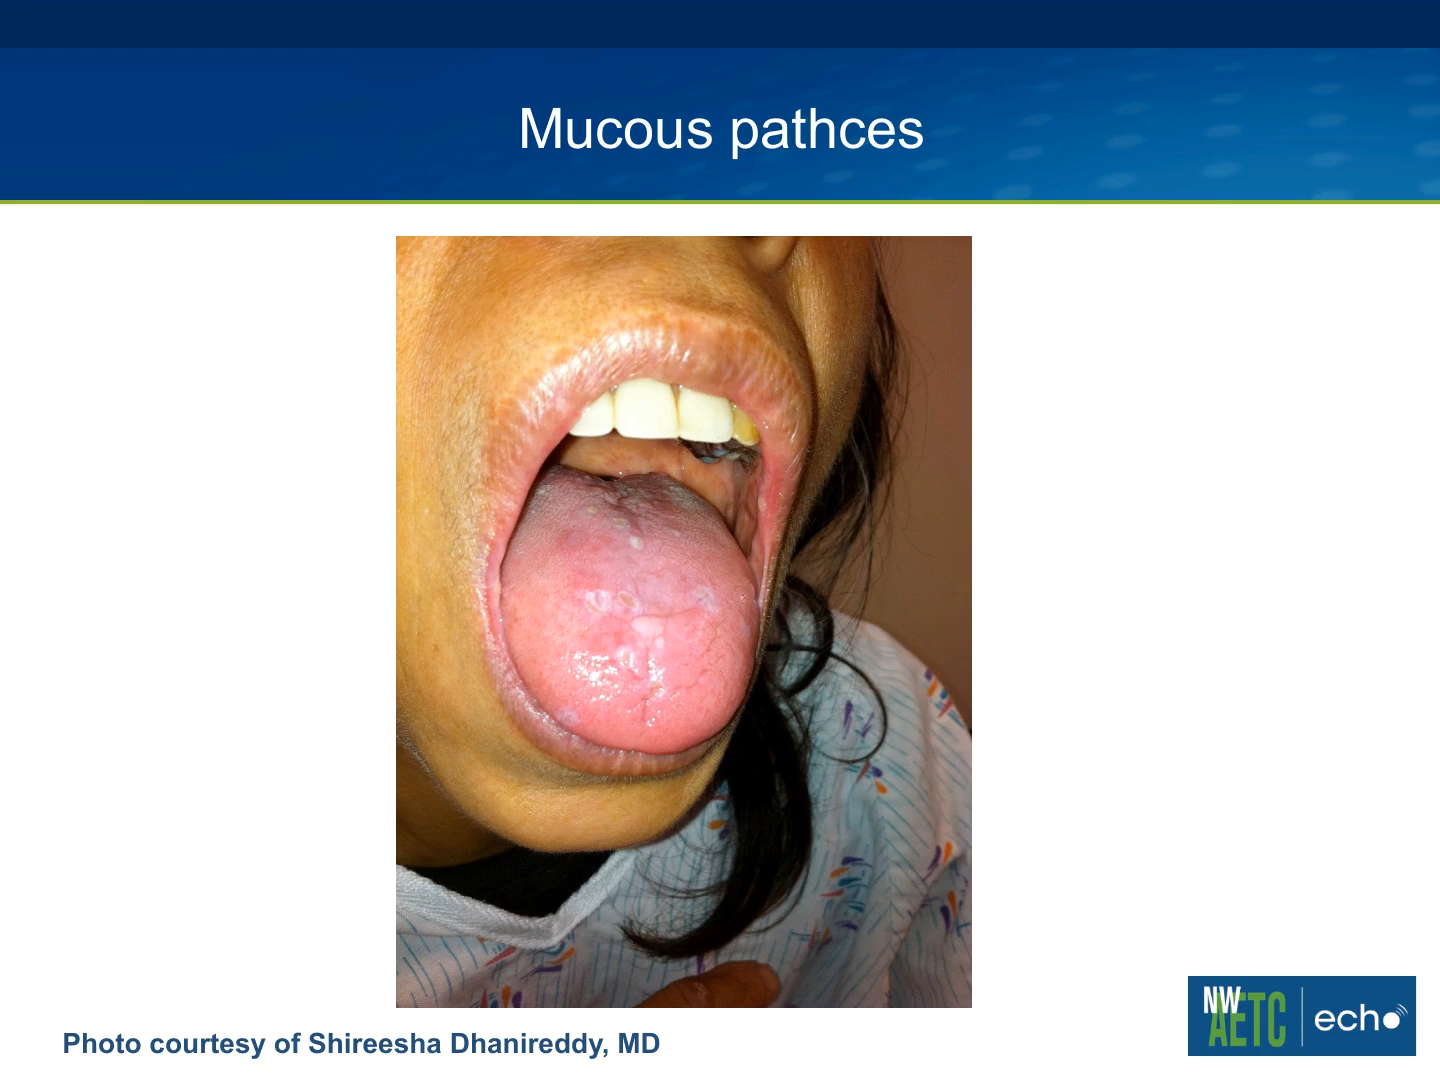 Mucous pathces
Photo courtesy of Shireesha Dhanireddy, MD
NW
AETC
echo